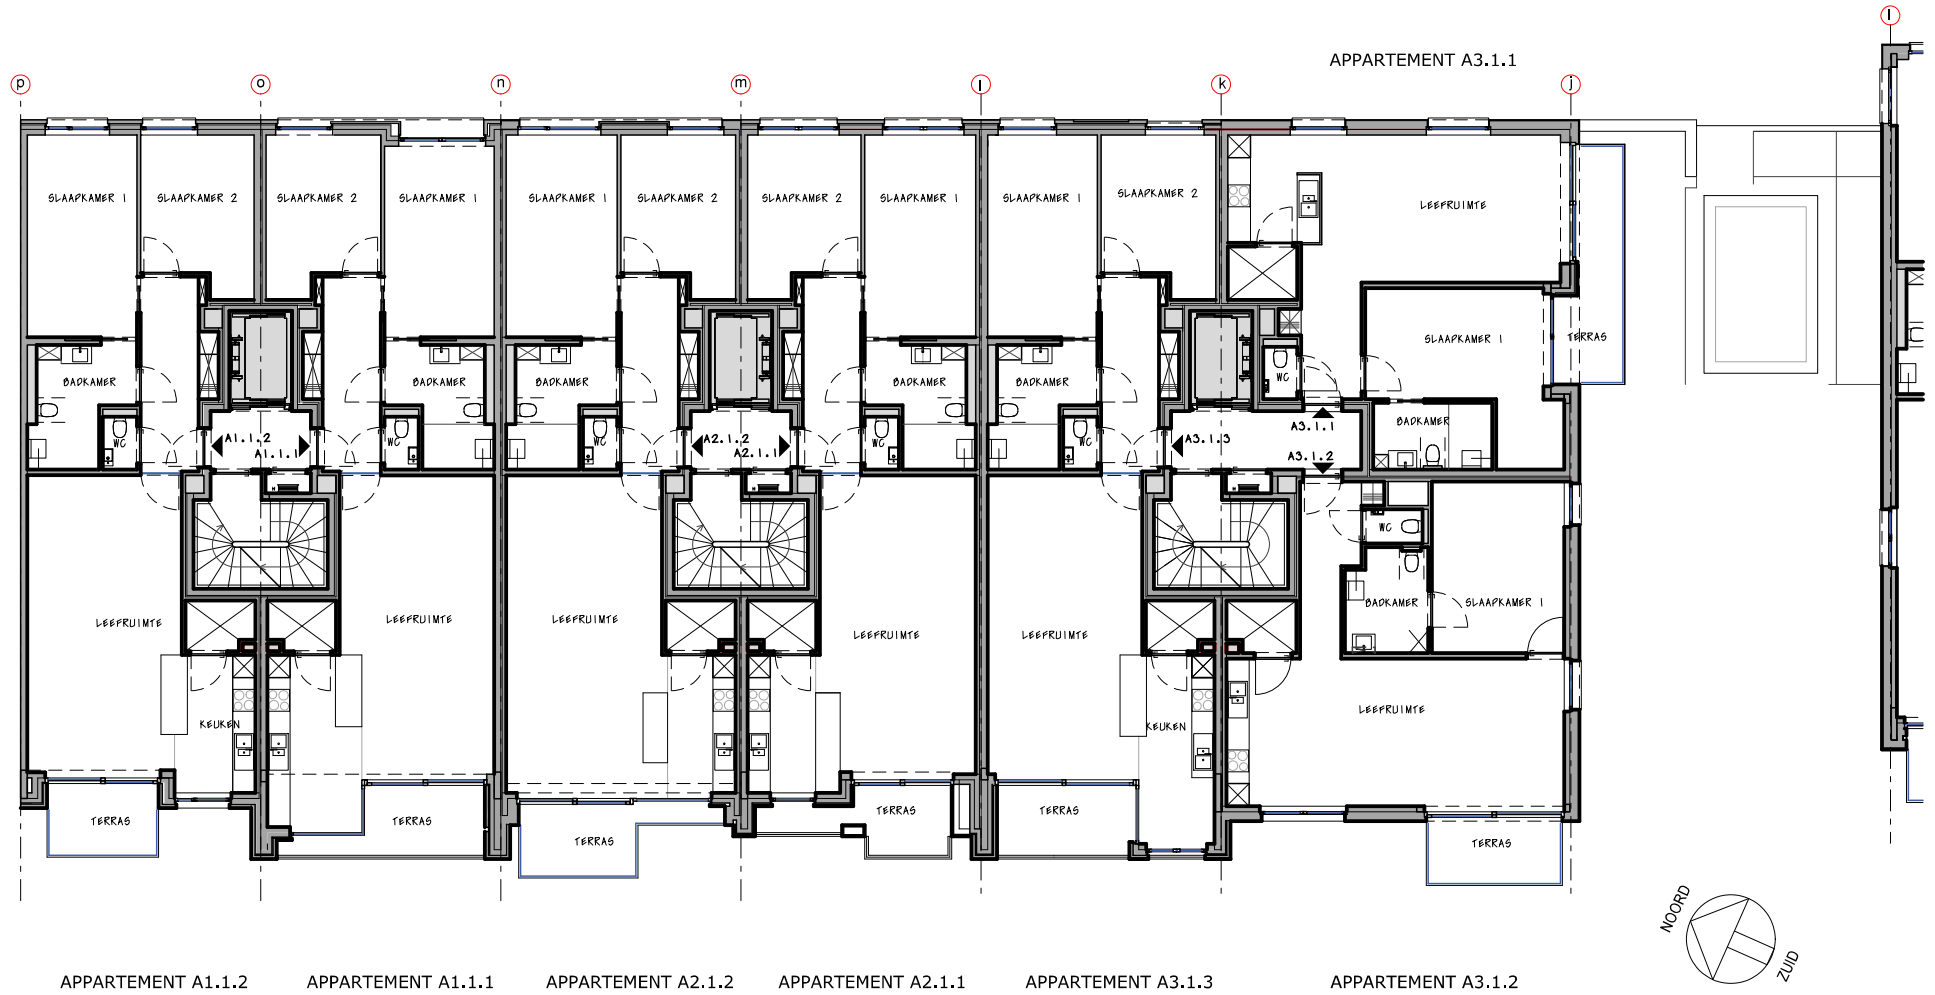 I
APPARTEMENT A3.1.1
p o n m l k j
SLAAPKAMER 1 SLAAPKAMER 2 SLAAPKAMER 2 SLAAPKAMER 1 SLAAPKAMER 1 SLAAPKAMER 2 SLAAPKAMER 2 SLAAPKAMER 1 SLAAPKAMER 1 SLAAPKAMER 2 LEEFRUIMTE
SLAAPKAMER 1 TERRAS
BADKAMER BADKAMER BADKAMER BADKAMER BADKAMER WC
BADKAMER
A3.1.1
WC A1.1.2 WC WC A2.1.2 WC WC A3.1.3
A1.1.1 A2.1.1 A3.1.2
WC
BADKAMER SLAAPKAMER 1
LEEFRUIMTE LEEFRUIMTE LEEFRUIMTE LEEFRUIMTE LEEFRUIMTE
LEEFRUIMTE
KEUKEN KEUKEN
TERRAS TERRAS TERRAS TERRAS TERRAS TERRAS
NOORD
ZUID
APPARTEMENT A1.1.2 APPARTEMENT A1.1.1 APPARTEMENT A2.1.2 APPARTEMENT A2.1.1 APPARTEMENT A3.1.3 APPARTEMENT A3.1.2